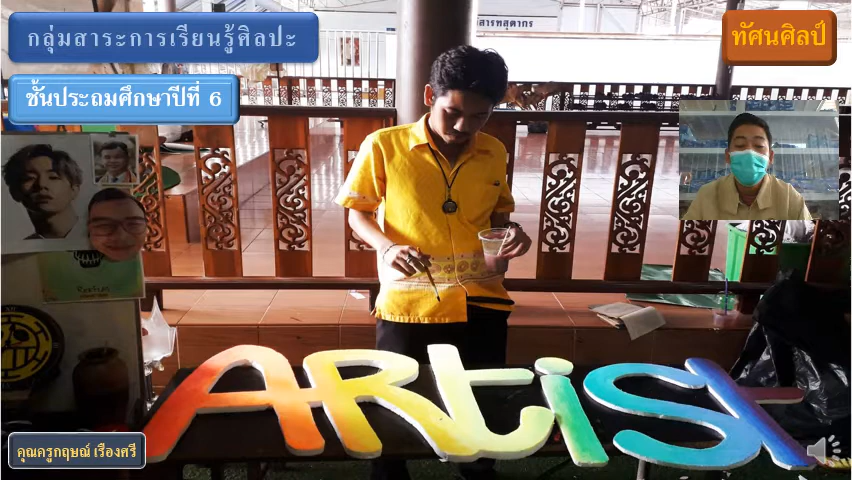 กลุ่มสาระการเรียนรู้ศิลปะ
ทัศนศิลป์
ชั้นประถมศึกษาปีที่ 6
สารทสุตากร
ARtiSt
คุณครูกฤษณ์ เรืองศรี